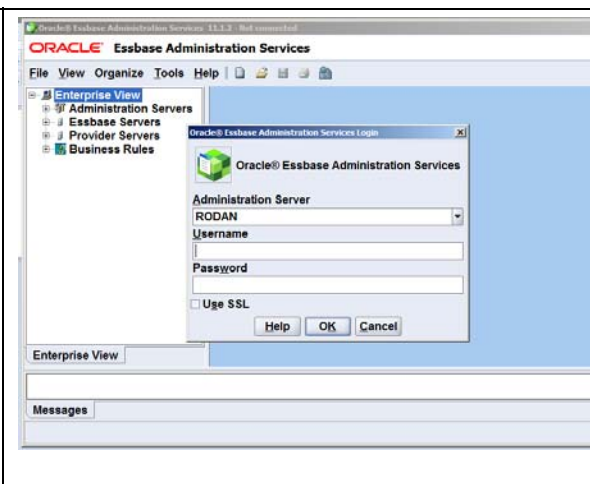 Oracle® Essbase Administration Services 11.1.2 - Not connected
ORACLE® Essbase Administration Services
File View Organize Tools Help
Enterprise View
Administration Servers
Essbase Servers
Provider Servers
Business Rules
Oracle® Essbase Administration Services Login
Oracle® Essbase Administration Services
Administration Server
RODAN
Username
Password
Use SSL
Help OK Cancel
Enterprise View
Messages